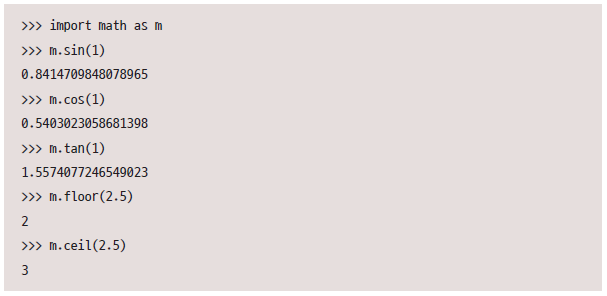 >>> import math as m
>>> m.sin(1)
0.8414709848078965
>>> m.cos(1)
0.5403023058681398
>>> m.tan(1)
1.5574077246549023
>>> m.floor(2.5)
2
>>> m.ceil(2.5)
3